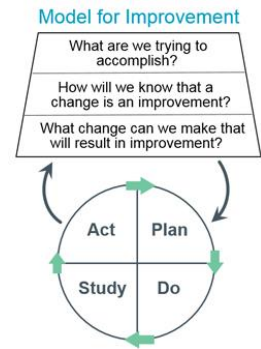 Model for Improvement
What are we trying to
accomplish?
How will we know that a
change is an improvement?
What change can we make that
will result in improvement?
Act
Plan
Study
Do